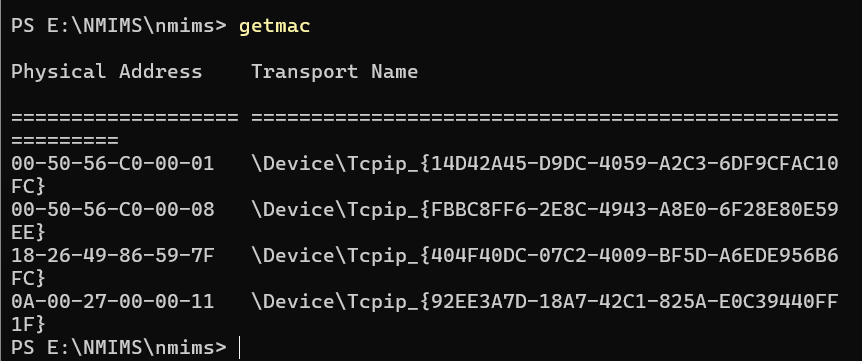 PS E:\NMIMS\nmims> getmac
Physical Address    Transport Name
=================== =================================================
=========
00-50-56-C0-00-01   \Device\Tcpip_{14D42A45-D9DC-4059-A2C3-6DF9CFAC10
FC}
00-50-56-C0-00-08   \Device\Tcpip_{FBBC8FF6-2E8C-4943-A8E0-6F28E80E59
EE}
18-26-49-86-59-7F   \Device\Tcpip_{404F40DC-07C2-4009-BF5D-A6EDE956B6
FC}
0A-00-27-00-00-11   \Device\Tcpip_{92EE3A7D-18A7-42C1-825A-E0C39440FF
1F}
PS E:\NMIMS\nmims>